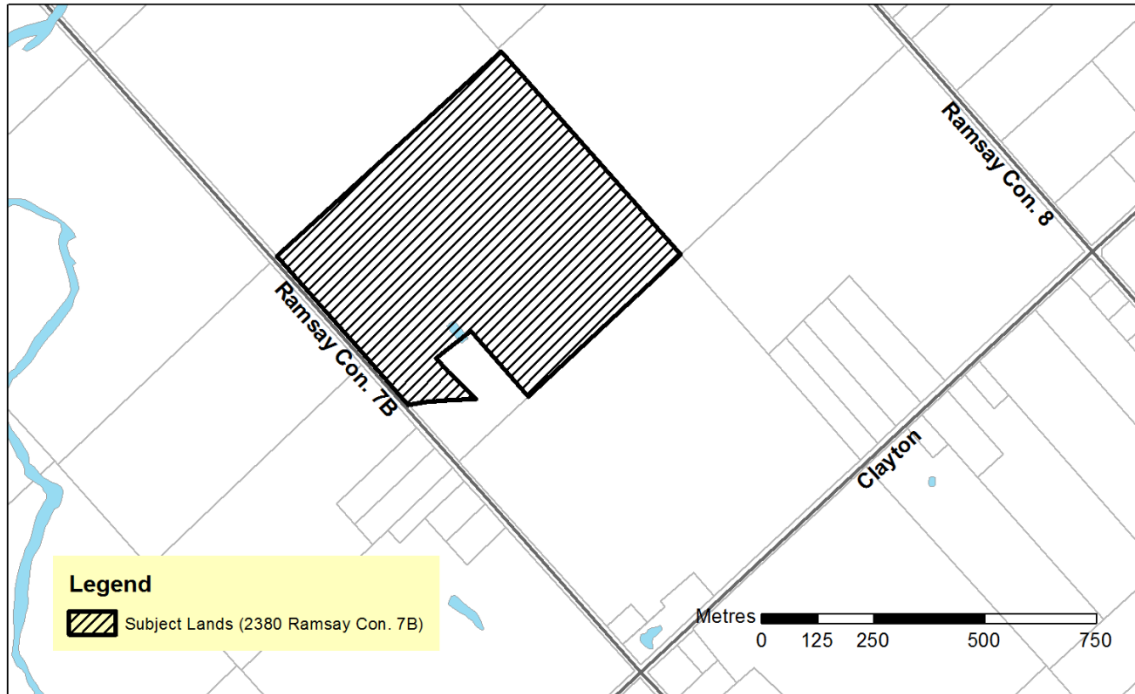 Ramsay Con. 8
Ramsay Con. 7B
Clayton
Legend
Subject Lands (2380 Ramsay Con. 7B)
Metres
0 125 250 500 750